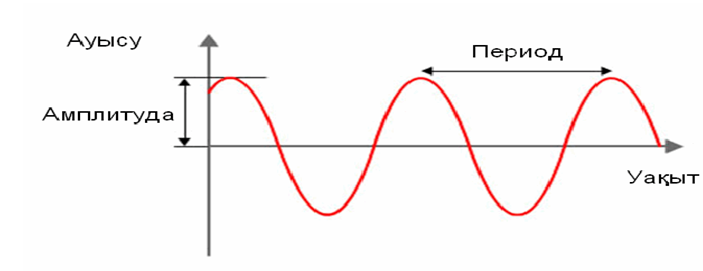 Ауысу
Период
Амплитуда
Уақыт